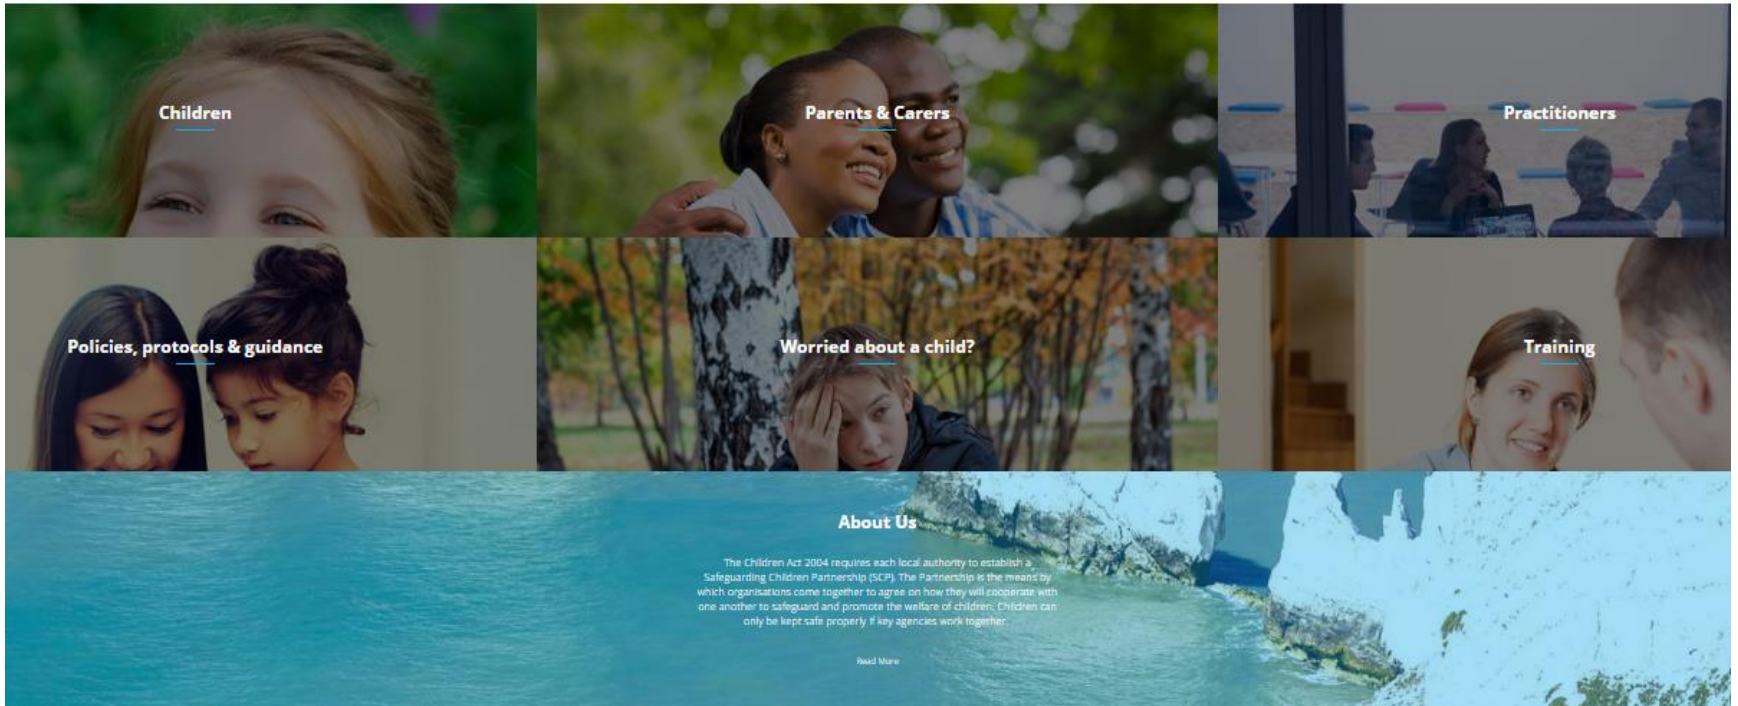 Children
Parents & Carers
Practitioners
Policies, protocols & guidance
Worried about a child?
Training
About Us
The Children Act 2004 requires each local authority to establish a
Safeguarding Children Partnership (SCP). The Partnership is the means by
which organisations come together to agree on how they will cooperate with
one another to safeguard and promote the welfare of children. Children can
only be kept safe properly if key agencies work together.
Read More